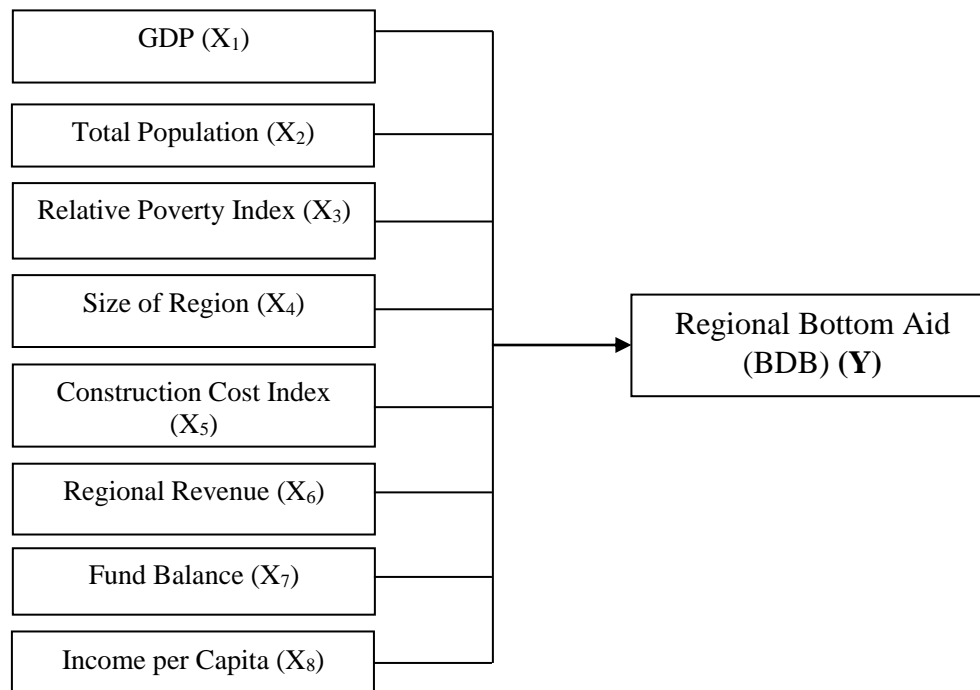 GDP (X₁)
Total Population (X₂)
Relative Poverty Index (X₃)
Size of Region (X₄)
Construction Cost Index
(X₅)
Regional Revenue (X₆)
Fund Balance (X₇)
Income per Capita (X₈)
Regional Bottom Aid
(BDB) (Y)